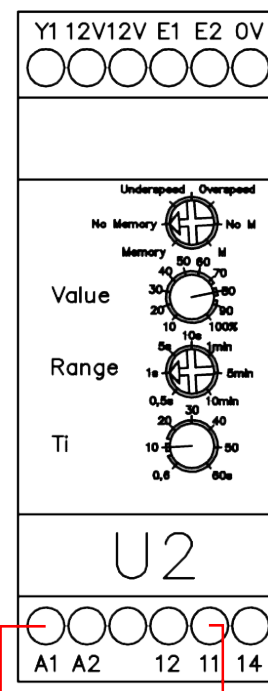 Y1 12V 12V E1 E2 0V
Underspeed Overspeed
No Memory No M
Memory M
Value
50 60
40 70
30 80
20 90
10 100%
Range
10s
5s 1min
1s 5min
0,5s 10min
Ti
30
20 40
10 50
0,6 60s
U2
A1 A2 12 11 14